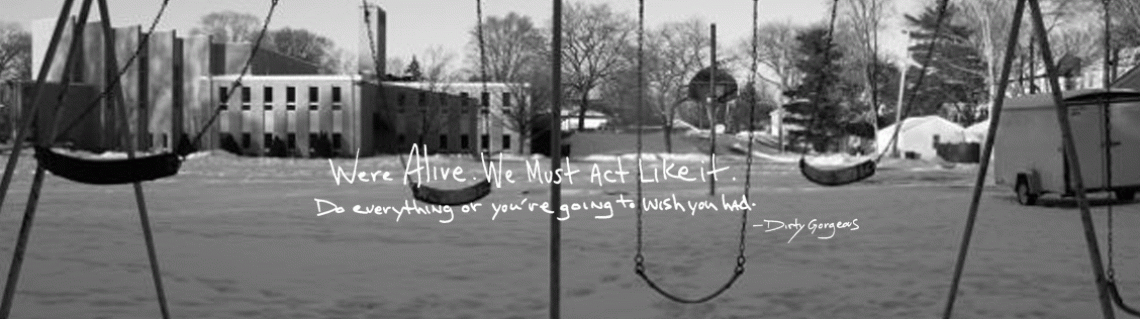 Were Alive. We Must Act Like it.
Do everything or you're going to wish you had.
- Dirty Gorgeous